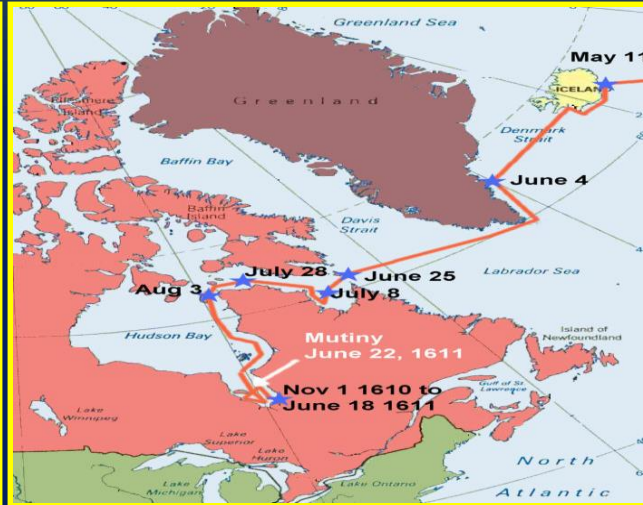 Greenland Sea
May 11
ICELAN
Greenland
Ellesmere
Island
Denmark
Strait
Baffin Bay
June 4
Baffin
Island
Davis
Strait
July 28
June 25
Labrador Sea
Aug 3
July 8
Hudson Bay
Mutiny
June 22, 1611
Island of
Newfoundland
Nov 1 1610 to
June 18 1611
Gulf of St.
Lawrence
Lake
Winnipeg
Lake
Superior
Lake
Huron
Lake
Michigan
Lake Ontario
North
Atlantic